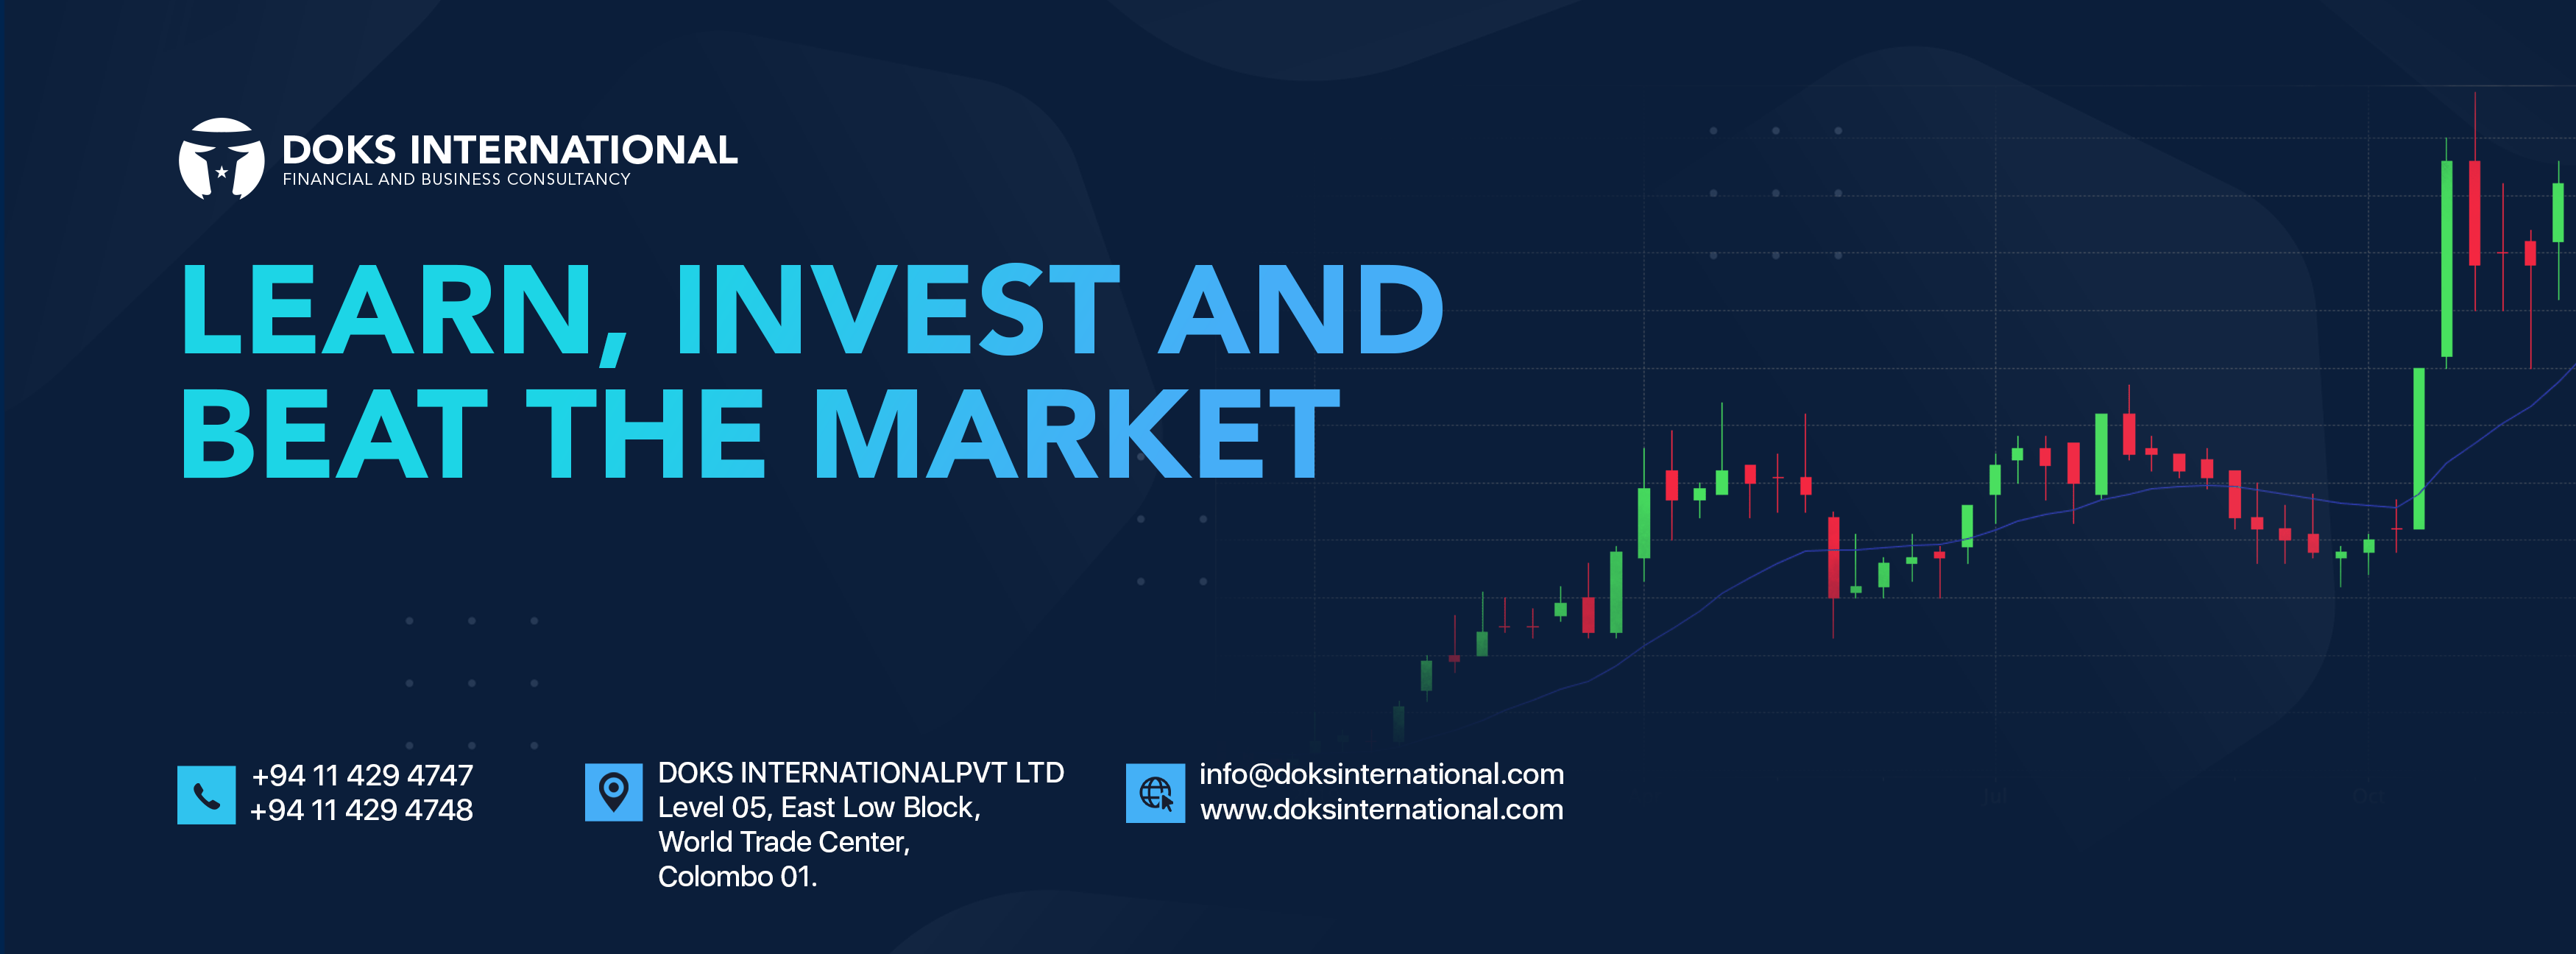 DOKS INTERNATIONAL
FINANCIAL AND BUSINESS CONSULTANCY
LEARN, INVEST AND
BEAT THE MARKET
+94 11 429 4747
+94 11 429 4748
DOKS INTERNATIONALPVT LTD
Level 05, East Low Block,
World Trade Center,
Colombo 01.
info@doksinternational.com
www.doksinternational.com
Jul
Oct